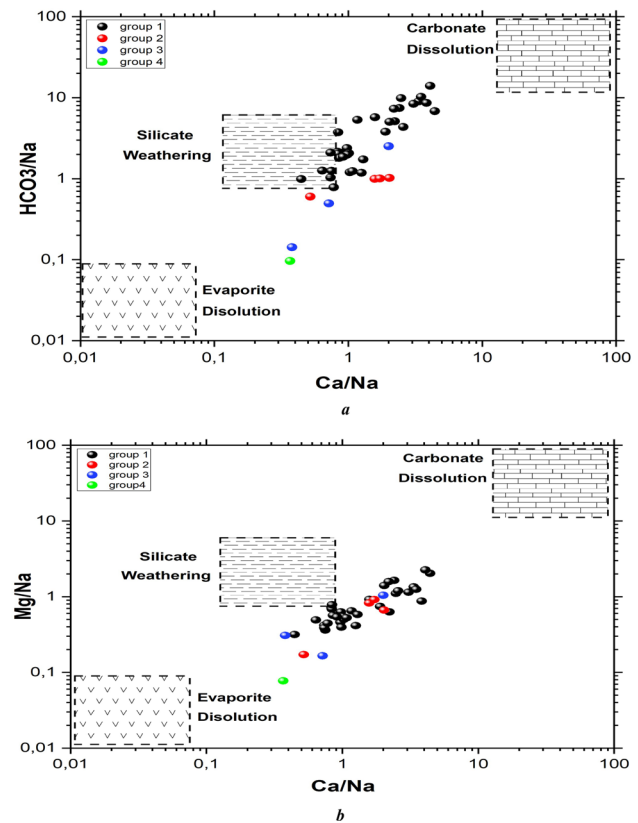 100
group 1
group 2
group 3
group 4
Carbonate
Dissolution
10
Silicate
Weathering
HCO3/Na
1
0,1
Evaporite
Disolution
0,01
0,01
0,1
1
10
100
Ca/Na
a
100
group 1
group 2
group 3
group4
Carbonate
Dissolution
10
Silicate
Weathering
Mg/Na
1
0,1
Evaporite
Disolution
0,01
0,01
0,1
1
10
100
Ca/Na
b